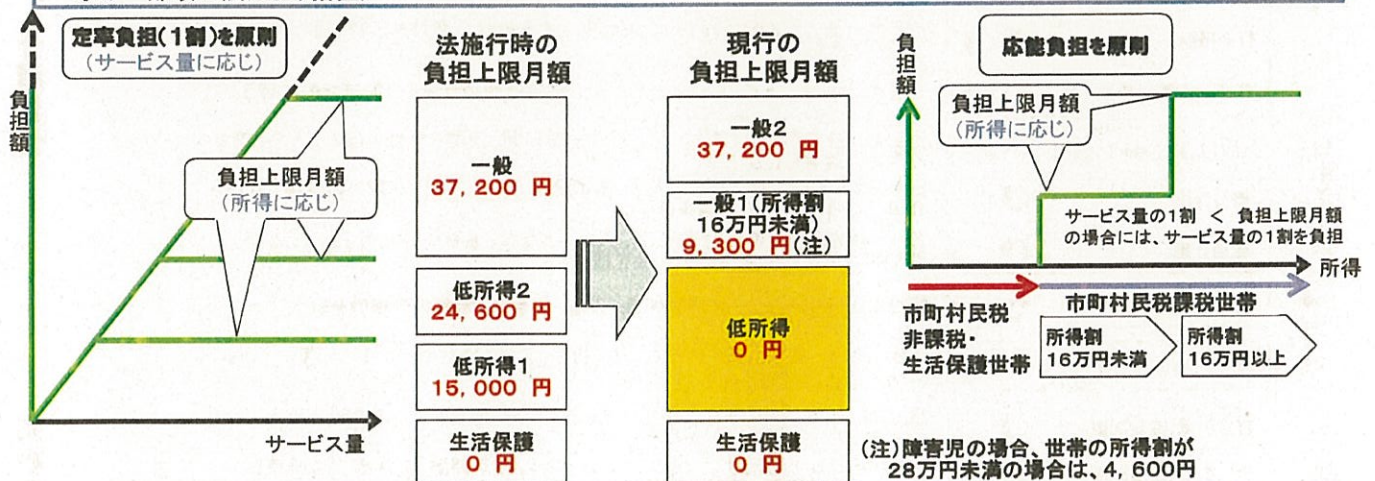 定率負担(1割)を原則
(サービス量に応じ)
負担額
負担上限月額
(所得に応じ)
サービス量
法施行時の
負担上限月額
一般
37,200 円
低所得2
24,600 円
低所得1
15,000 円
生活保護
0 円
現行の
負担上限月額
一般2
37,200 円
一般1(所得割
16万円未満)
9,300 円(注)
低所得
0 円
生活保護
0 円
応能負担を原則
負担額
負担上限月額
(所得に応じ)
サービス量の1割 < 負担上限月額
の場合には、サービス量の1割を負担
所得
市町村民税
非課税・
生活保護世帯
市町村民税課税世帯
所得割
16万円未満
所得割
16万円以上
(注)障害児の場合、世帯の所得割が
28万円未満の場合は、4,600円